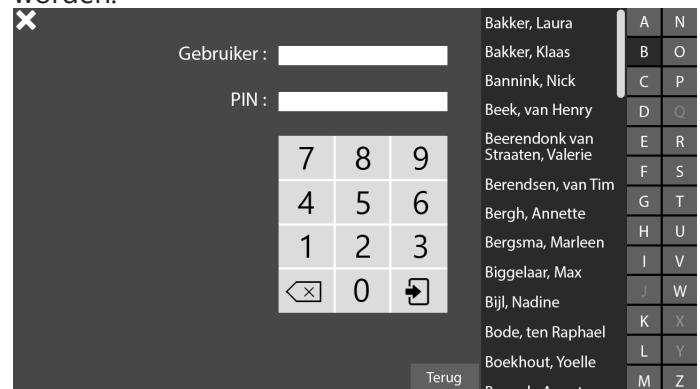 Gebruiker :
PIN :
7 8 9
4 5 6
1 2 3
0
Terug
Bakker, Laura
Bakker, Klaas
Bannink, Nick
Beek, van Henry
Beerendonk van
Straaten, Valerie
Berendsen, van Tim
Bergh, Annette
Bergsma, Marleen
Biggelaar, Max
Bijl, Nadine
Bode, ten Raphael
Boekhout, Yoelle
A N
B O
C P
D Q
E R
F S
G T
H U
I V
J W
K X
L Y
M Z